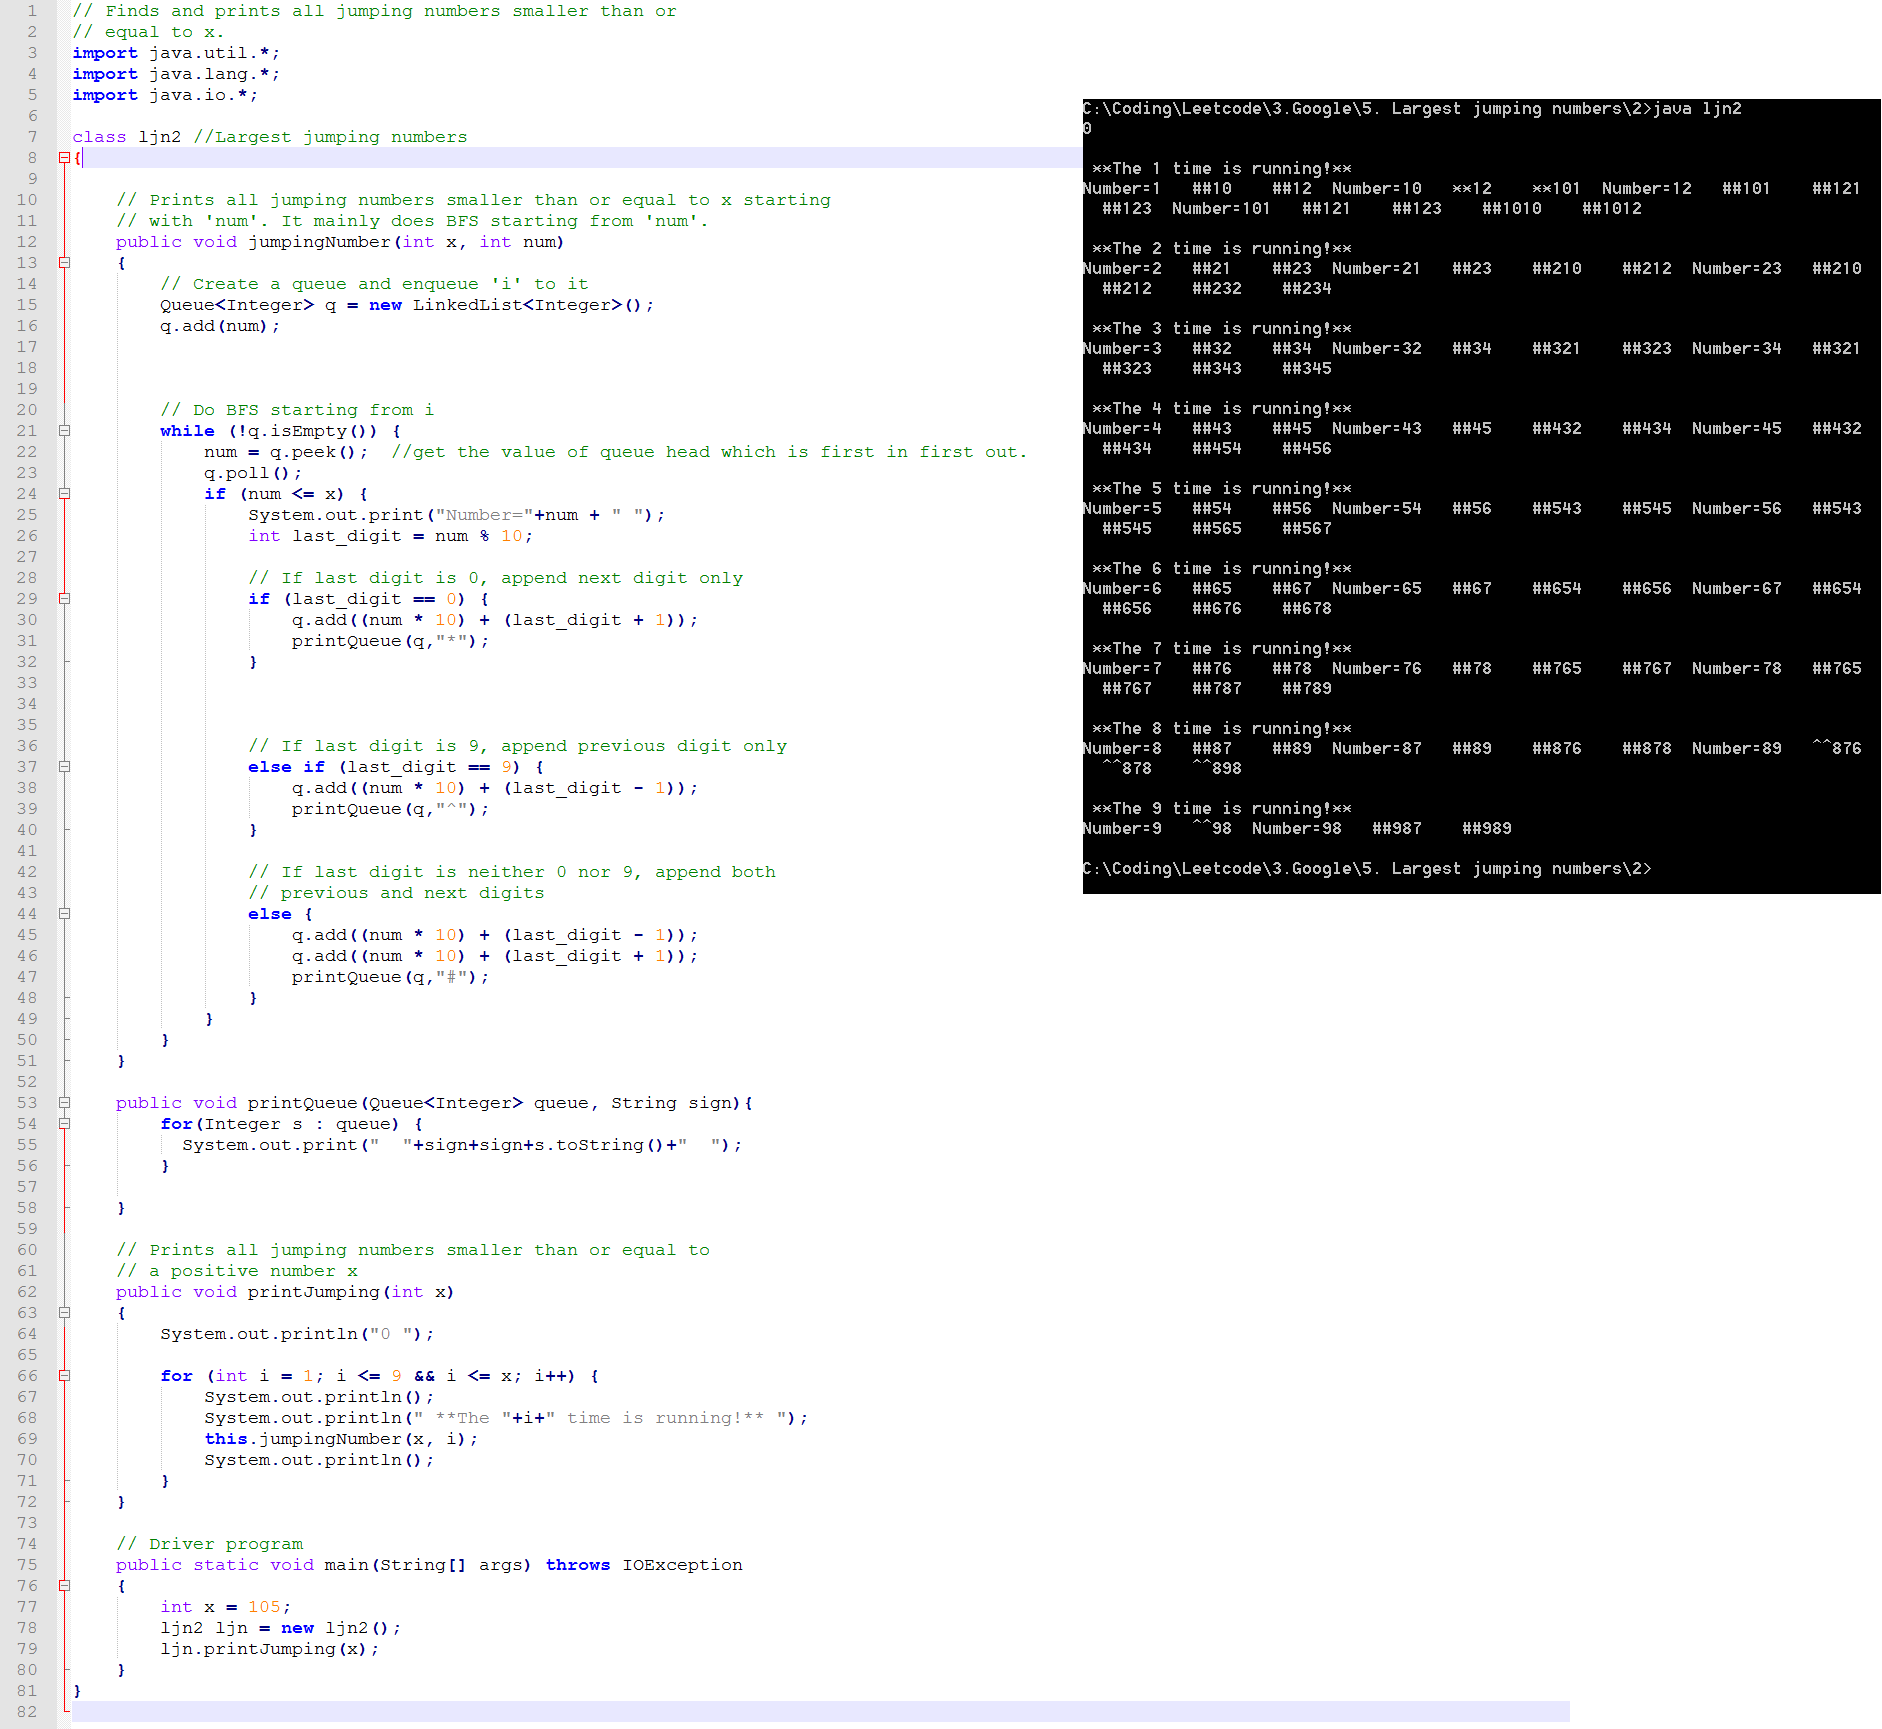 1 // Finds and prints all jumping numbers smaller than or
2 // equal to x.
3 import java.util.*;
4 import java.lang.*;
5 import java.io.*;
6
7 class ljn2 //Largest jumping numbers
8 {
9
10 // Prints all jumping numbers smaller than or equal to x starting
11 // with 'num'. It mainly does BFS starting from 'num'.
12 public void jumpingNumber(int x, int num)
13 {
14 // Create a queue and enqueue 'i' to it
15 Queue<Integer> q = new LinkedList<Integer>();
16 q.add(num);
17
18
19
20 // Do BFS starting from i
21 while (!q.isEmpty()) {
22 num = q.peek();  //get the value of queue head which is first in first out.
23 q.poll();
24 if (num <= x) {
25 System.out.print("Number="+num + " ");
26 int last_digit = num % 10;
27
28 // If last digit is 0, append next digit only
29 if (last_digit == 0) {
30 q.add((num * 10) + (last_digit + 1));
31 printQueue(q,"*");
32 }
33
34
35
36 // If last digit is 9, append previous digit only
37 else if (last_digit == 9) {
38 q.add((num * 10) + (last_digit - 1));
39 printQueue(q,"^");
40 }
41
42 // If last digit is neither 0 nor 9, append both
43 // previous and next digits
44 else {
45 q.add((num * 10) + (last_digit - 1));
46 q.add((num * 10) + (last_digit + 1));
47 printQueue(q,"#");
48 }
49 }
50 }
51 }
52
53 public void printQueue(Queue<Integer> queue, String sign){
54 for(Integer s : queue) {
55 System.out.print("  "+sign+sign+s.toString()+"  ");
56 }
57
58 }
59
60 // Prints all jumping numbers smaller than or equal to
61 // a positive number x
62 public void printJumping(int x)
63 {
64 System.out.println("0 ");
65
66 for (int i = 1; i <= 9 && i <= x; i++) {
67 System.out.println();
68 System.out.println(" **The "+i+" time is running!** ");
69 this.jumpingNumber(x, i);
70 System.out.println();
71 }
72 }
73
74 // Driver program
75 public static void main(String[] args) throws IOException
76 {
77 int x = 105;
78 ljn2 ljn = new ljn2();
79 ljn.printJumping(x);
80 }
81 }
82
C:\Coding\Leetcode\3.Google\5. Largest jumping numbers\2>java ljn2
0
**The 1 time is running!**
Number=1   ##10    ##12  Number=10   **12    **101  Number=12   ##101    ##121
##123  Number=101   ##121    ##123    ##1010    ##1012
**The 2 time is running!**
Number=2   ##21    ##23  Number=21   ##23    ##210    ##212  Number=23   ##210
##212    ##232    ##234
**The 3 time is running!**
Number=3   ##32    ##34  Number=32   ##34    ##321    ##323  Number=34   ##321
##323    ##343    ##345
**The 4 time is running!**
Number=4   ##43    ##45  Number=43   ##45    ##432    ##434  Number=45   ##432
##434    ##454    ##456
**The 5 time is running!**
Number=5   ##54    ##56  Number=54   ##56    ##543    ##545  Number=56   ##543
##545    ##565    ##567
**The 6 time is running!**
Number=6   ##65    ##67  Number=65   ##67    ##654    ##656  Number=67   ##654
##656    ##676    ##678
**The 7 time is running!**
Number=7   ##76    ##78  Number=76   ##78    ##765    ##767  Number=78   ##765
##767    ##787    ##789
**The 8 time is running!**
Number=8   ##87    ##89  Number=87   ##89    ##876    ##878  Number=89   ^^876
^^878    ^^898
**The 9 time is running!**
Number=9   ^^98  Number=98   ##987    ##989
C:\Coding\Leetcode\3.Google\5. Largest jumping numbers\2>